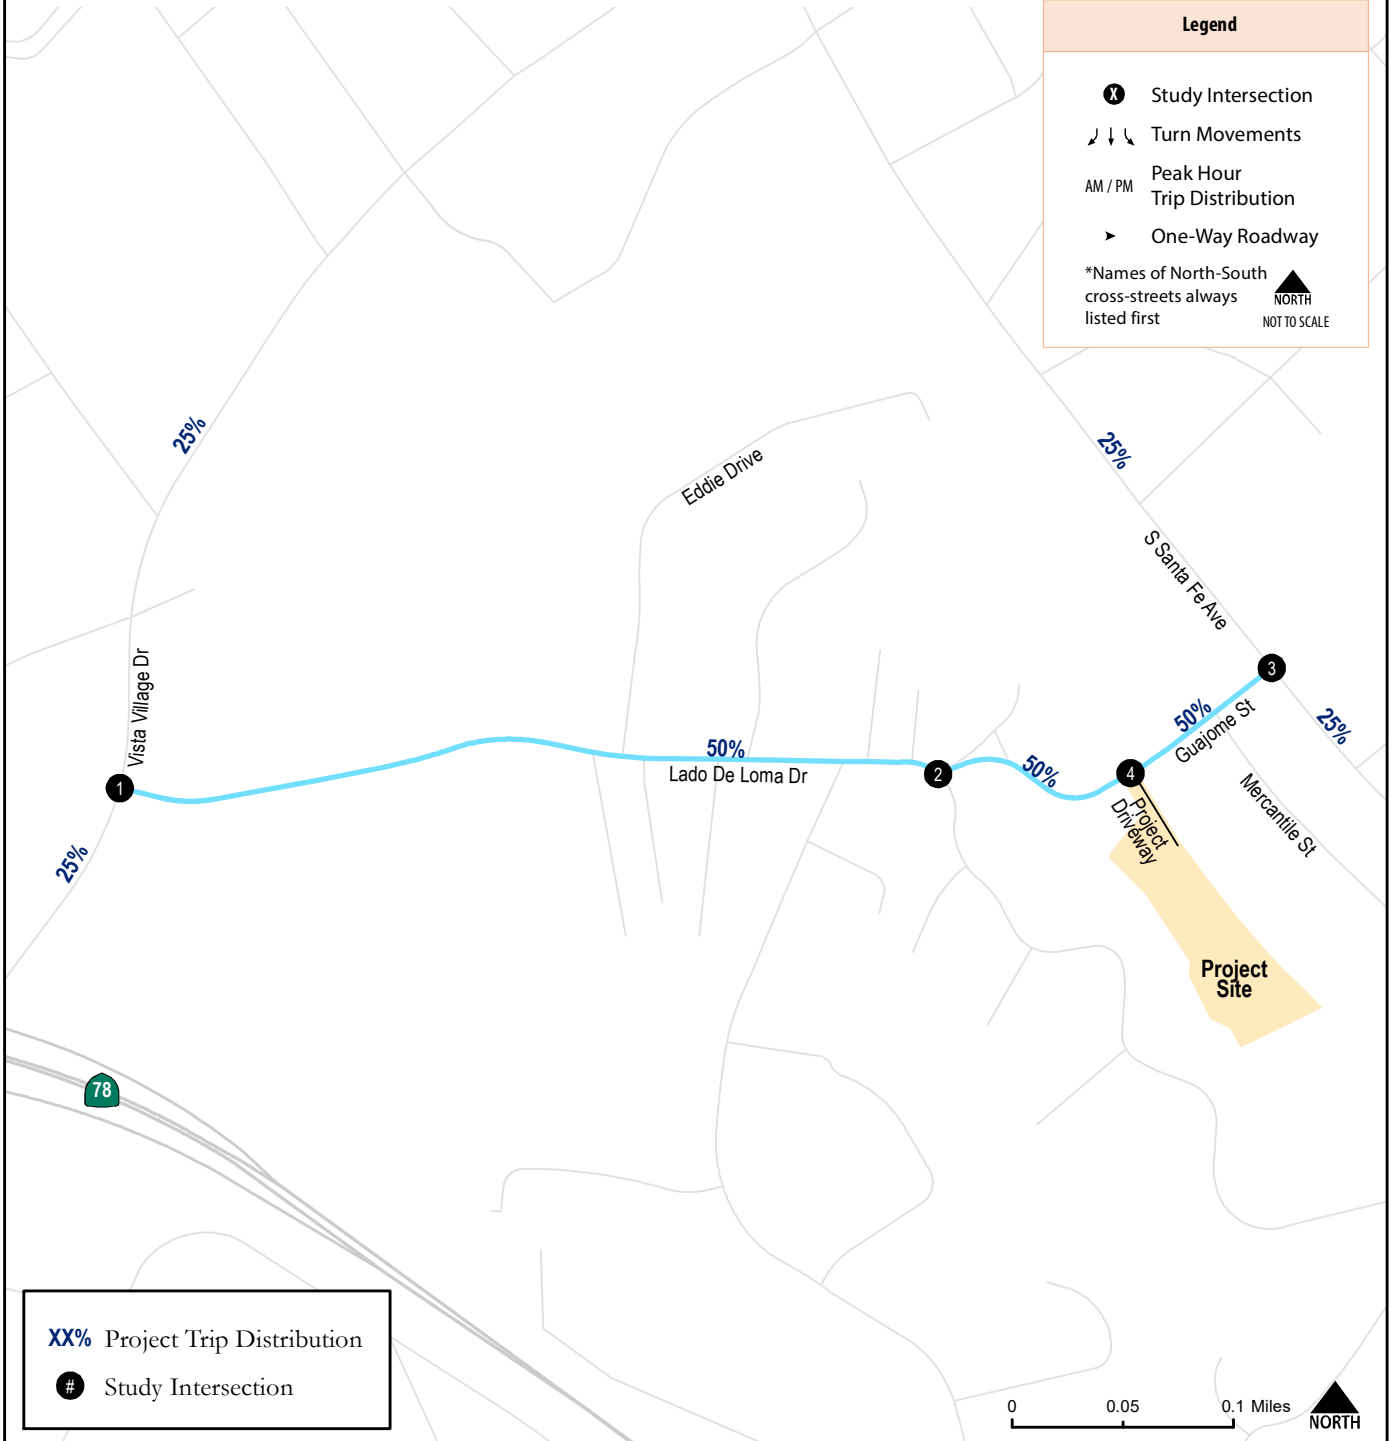 Legend
X
Study Intersection
Turn Movements
AM / PM
Peak Hour
Trip Distribution
One-Way Roadway
*Names of North-South
cross-streets always
listed first
NORTH
NOT TO SCALE
25%
25%
Eddie Drive
S Santa Fe Ave
Vista Village Dr
3
50%
Guajome St
25%
50%
Lado De Loma Dr
1
2
50%
4
Project
Driveway
Mercantile St
25%
Project
Site
78
XX% Project Trip Distribution
# Study Intersection
0 0.05 0.1 Miles
NORTH